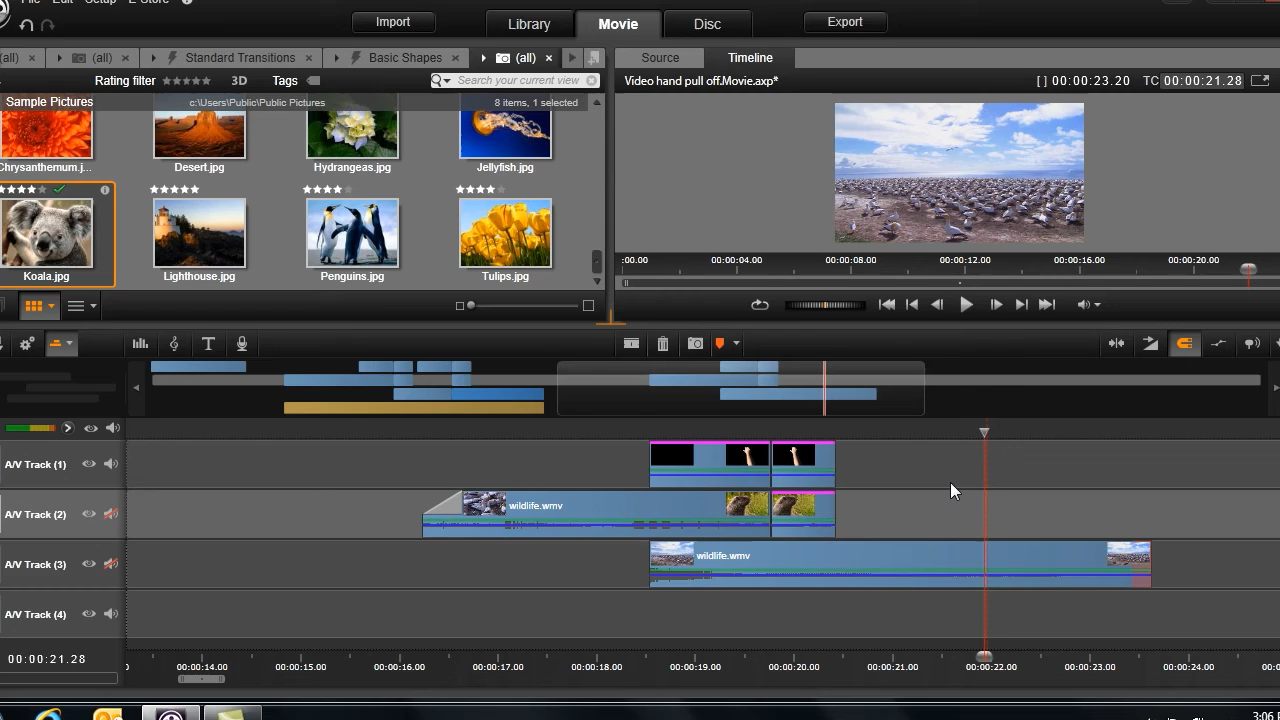 File Setup E-Store
Import
Library
Movie
Disc
Export
(all)
(all)
Standard Transitions
Basic Shapes
(all)
Source
Timeline
Rating filter
3D
Tags
Search your current view
Video hand pull off.Movie.axp*
[ ] 00:00:23.20
TC 00:00:21.28
Sample Pictures
c:\Users\Public\Public Pictures
8 items, 1 selected
Chrysanthemum.j...
Desert.jpg
Hydrangeas.jpg
Jellyfish.jpg
Koala.jpg
Lighthouse.jpg
Penguins.jpg
Tulips.jpg
:00.00
00:00:04.00
00:00:08.00
00:00:12.00
00:00:16.00
00:00:20.00
A/V Track (1)
A/V Track (2)
wildlife.wmv
A/V Track (3)
wildlife.wmv
A/V Track (4)
00:00:21.28
0
00:00:14.00
00:00:15.00
00:00:16.00
00:00:17.00
00:00:18.00
00:00:19.00
00:00:20.00
00:00:21.00
00:00:22.00
00:00:23.00
00:00:24.00
3:06 P